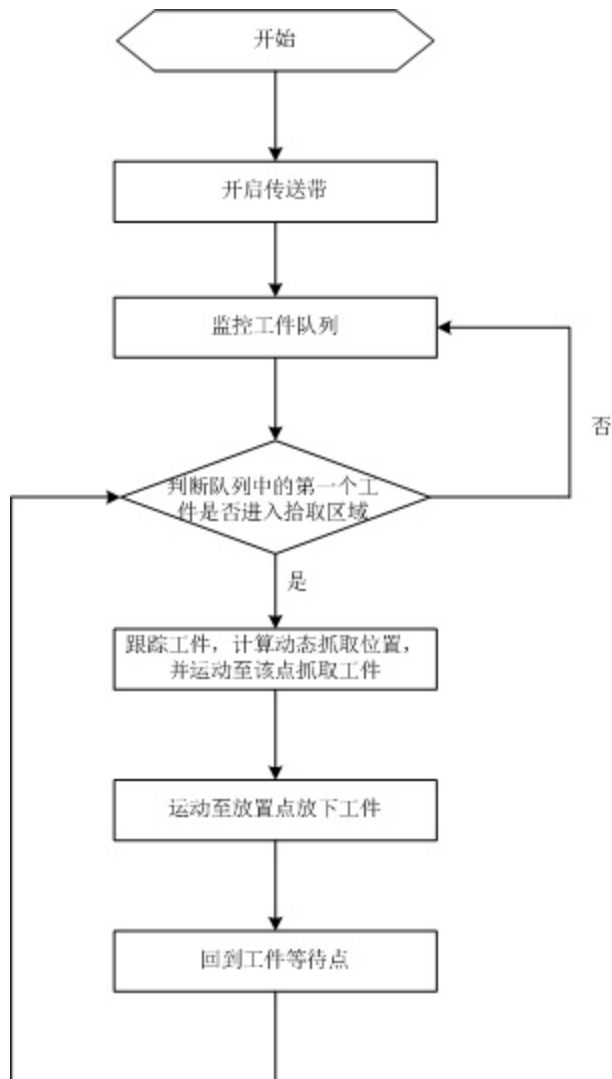 开始
开启传送带
监控工件队列
否
判断队列中的第一个工
件是否进入拾取区域
是
跟踪工件，计算动态抓取位置，
并运动至该点抓取工件
运动至放置点放下工件
回到工件等待点